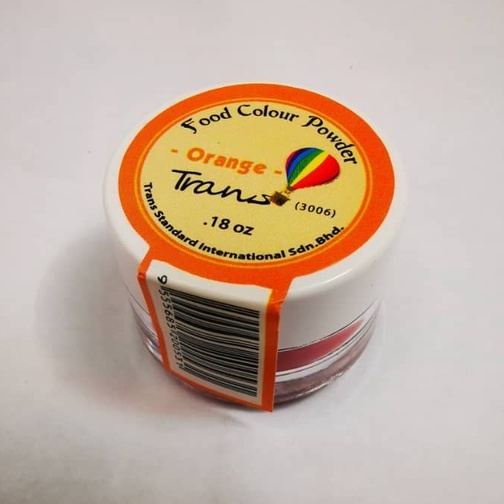 Food Colour Powder
- Orange -
Trans
(3006)
.18 oz
Trans Standard International Sdn.Bhd.